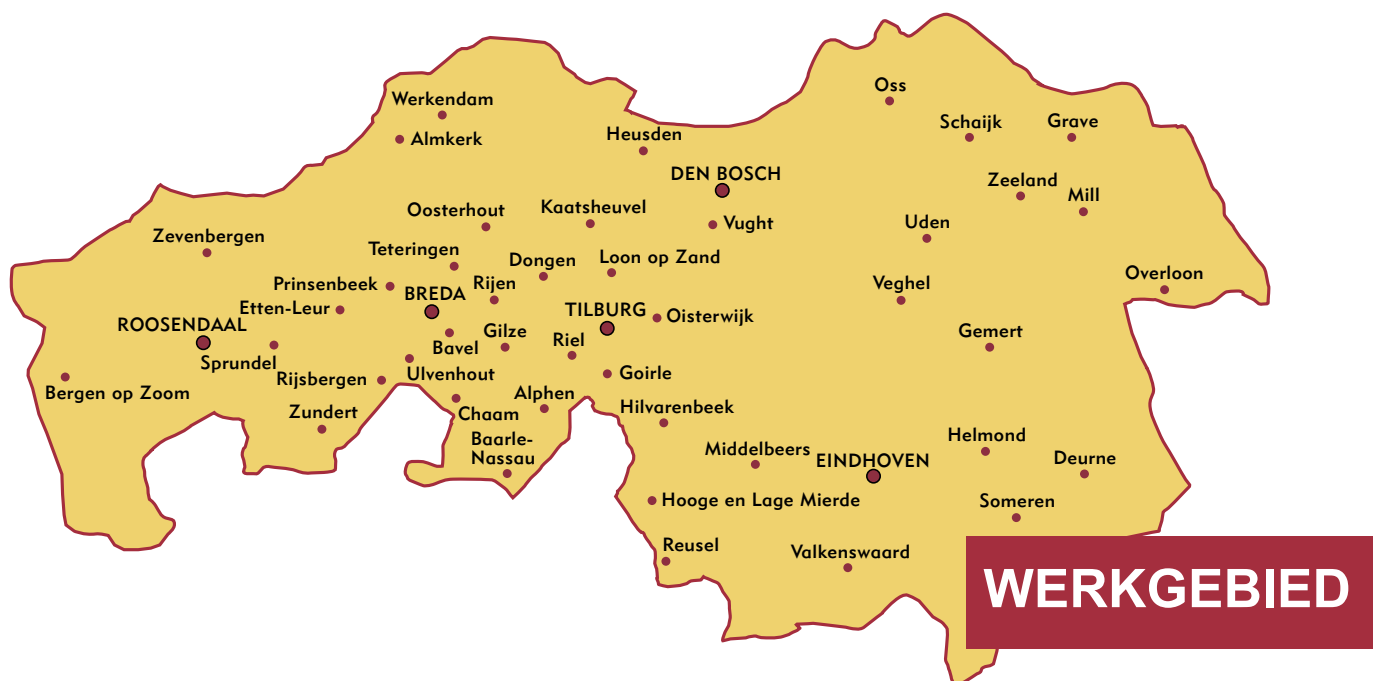 Oss
Werkendam
Schaijk
Grave
Almkerk
Heusden
DEN BOSCH
Zeeland
Mill
Oosterhout
Kaatsheuvel
Vught
Uden
Zevenbergen
Teteringen
Dongen
Loon op Zand
Overloon
Prinsenbeek
BREDA
Rijen
Veghel
Etten-Leur
TILBURG
Oisterwijk
ROOSENDAAL
Gilze
Riel
Gemert
Sprundel
Bavel
Rijsbergen
Ulvenhout
Goirle
Bergen op Zoom
Alphen
Zundert
Chaam
Hilvarenbeek
Baarle-
Nassau
Middelbeers
EINDHOVEN
Helmond
Deurne
Hooge en Lage Mierde
Someren
Reusel
Valkenswaard
WERKGEBIED